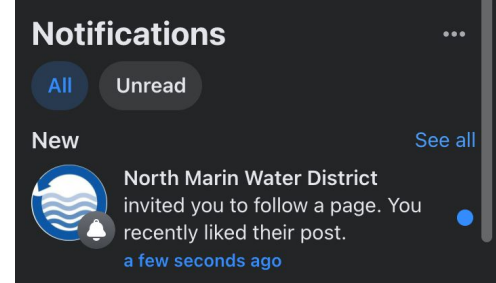 Notifications
All
Unread
New
See all
North Marin Water District
invited you to follow a page. You
recently liked their post.
a few seconds ago